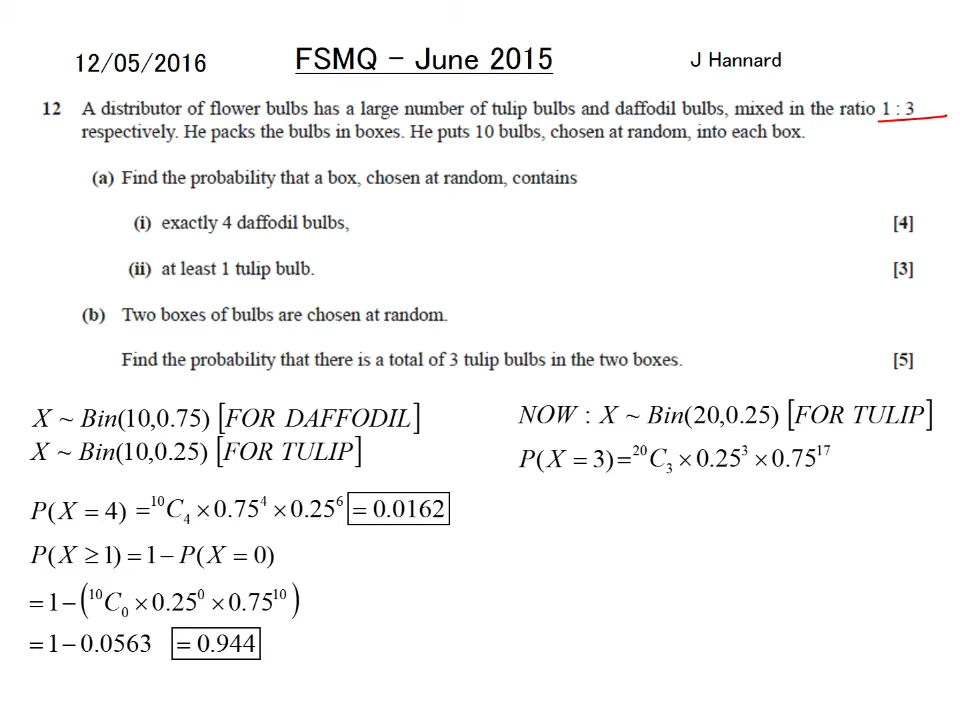 12/05/2016
FSMQ – June 2015
J Hannard
12 A distributor of flower bulbs has a large number of tulip bulbs and daffodil bulbs, mixed in the ratio 1 : 3
respectively. He packs the bulbs in boxes. He puts 10 bulbs, chosen at random, into each box.
(a) Find the probability that a box, chosen at random, contains
(i) exactly 4 daffodil bulbs, [4]
(ii) at least 1 tulip bulb. [3]
(b) Two boxes of bulbs are chosen at random.
Find the probability that there is a total of 3 tulip bulbs in the two boxes. [5]
X ~ Bin(10,0.75) [FOR DAFFODIL]
X ~ Bin(10,0.25) [FOR TULIP]
P(X = 4) = ¹⁰C₄ × 0.75⁴ × 0.25⁶ = 0.0162
P(X ≥ 1) = 1 − P(X = 0)
= 1 − (¹⁰C₀ × 0.25⁰ × 0.75¹⁰)
= 1 − 0.0563 = 0.944
NOW : X ~ Bin(20,0.25) [FOR TULIP]
P(X = 3) = ²⁰C₃ × 0.25³ × 0.75¹⁷